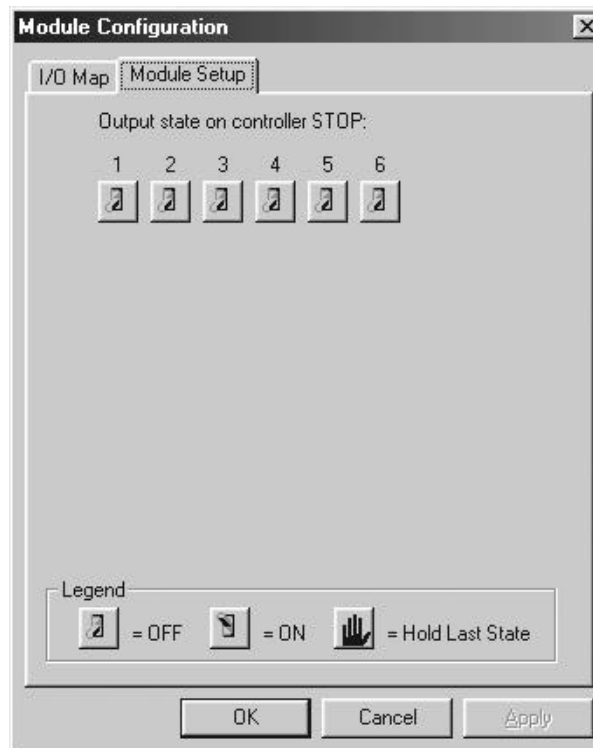 Module Configuration
I/O Map Module Setup
Output state on controller STOP:
1 2 3 4 5 6
Legend
= OFF = ON = Hold Last State
OK Cancel Apply